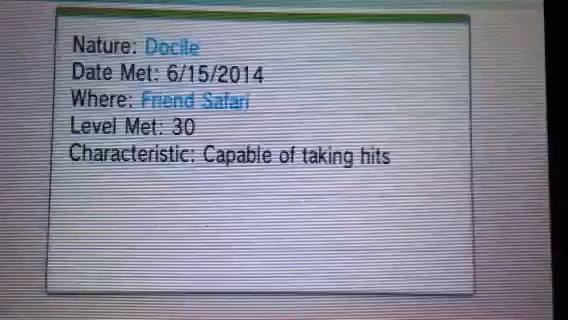 Nature: Docile
Date Met: 6/15/2014
Where: Friend Safari
Level Met: 30
Characteristic: Capable of taking hits